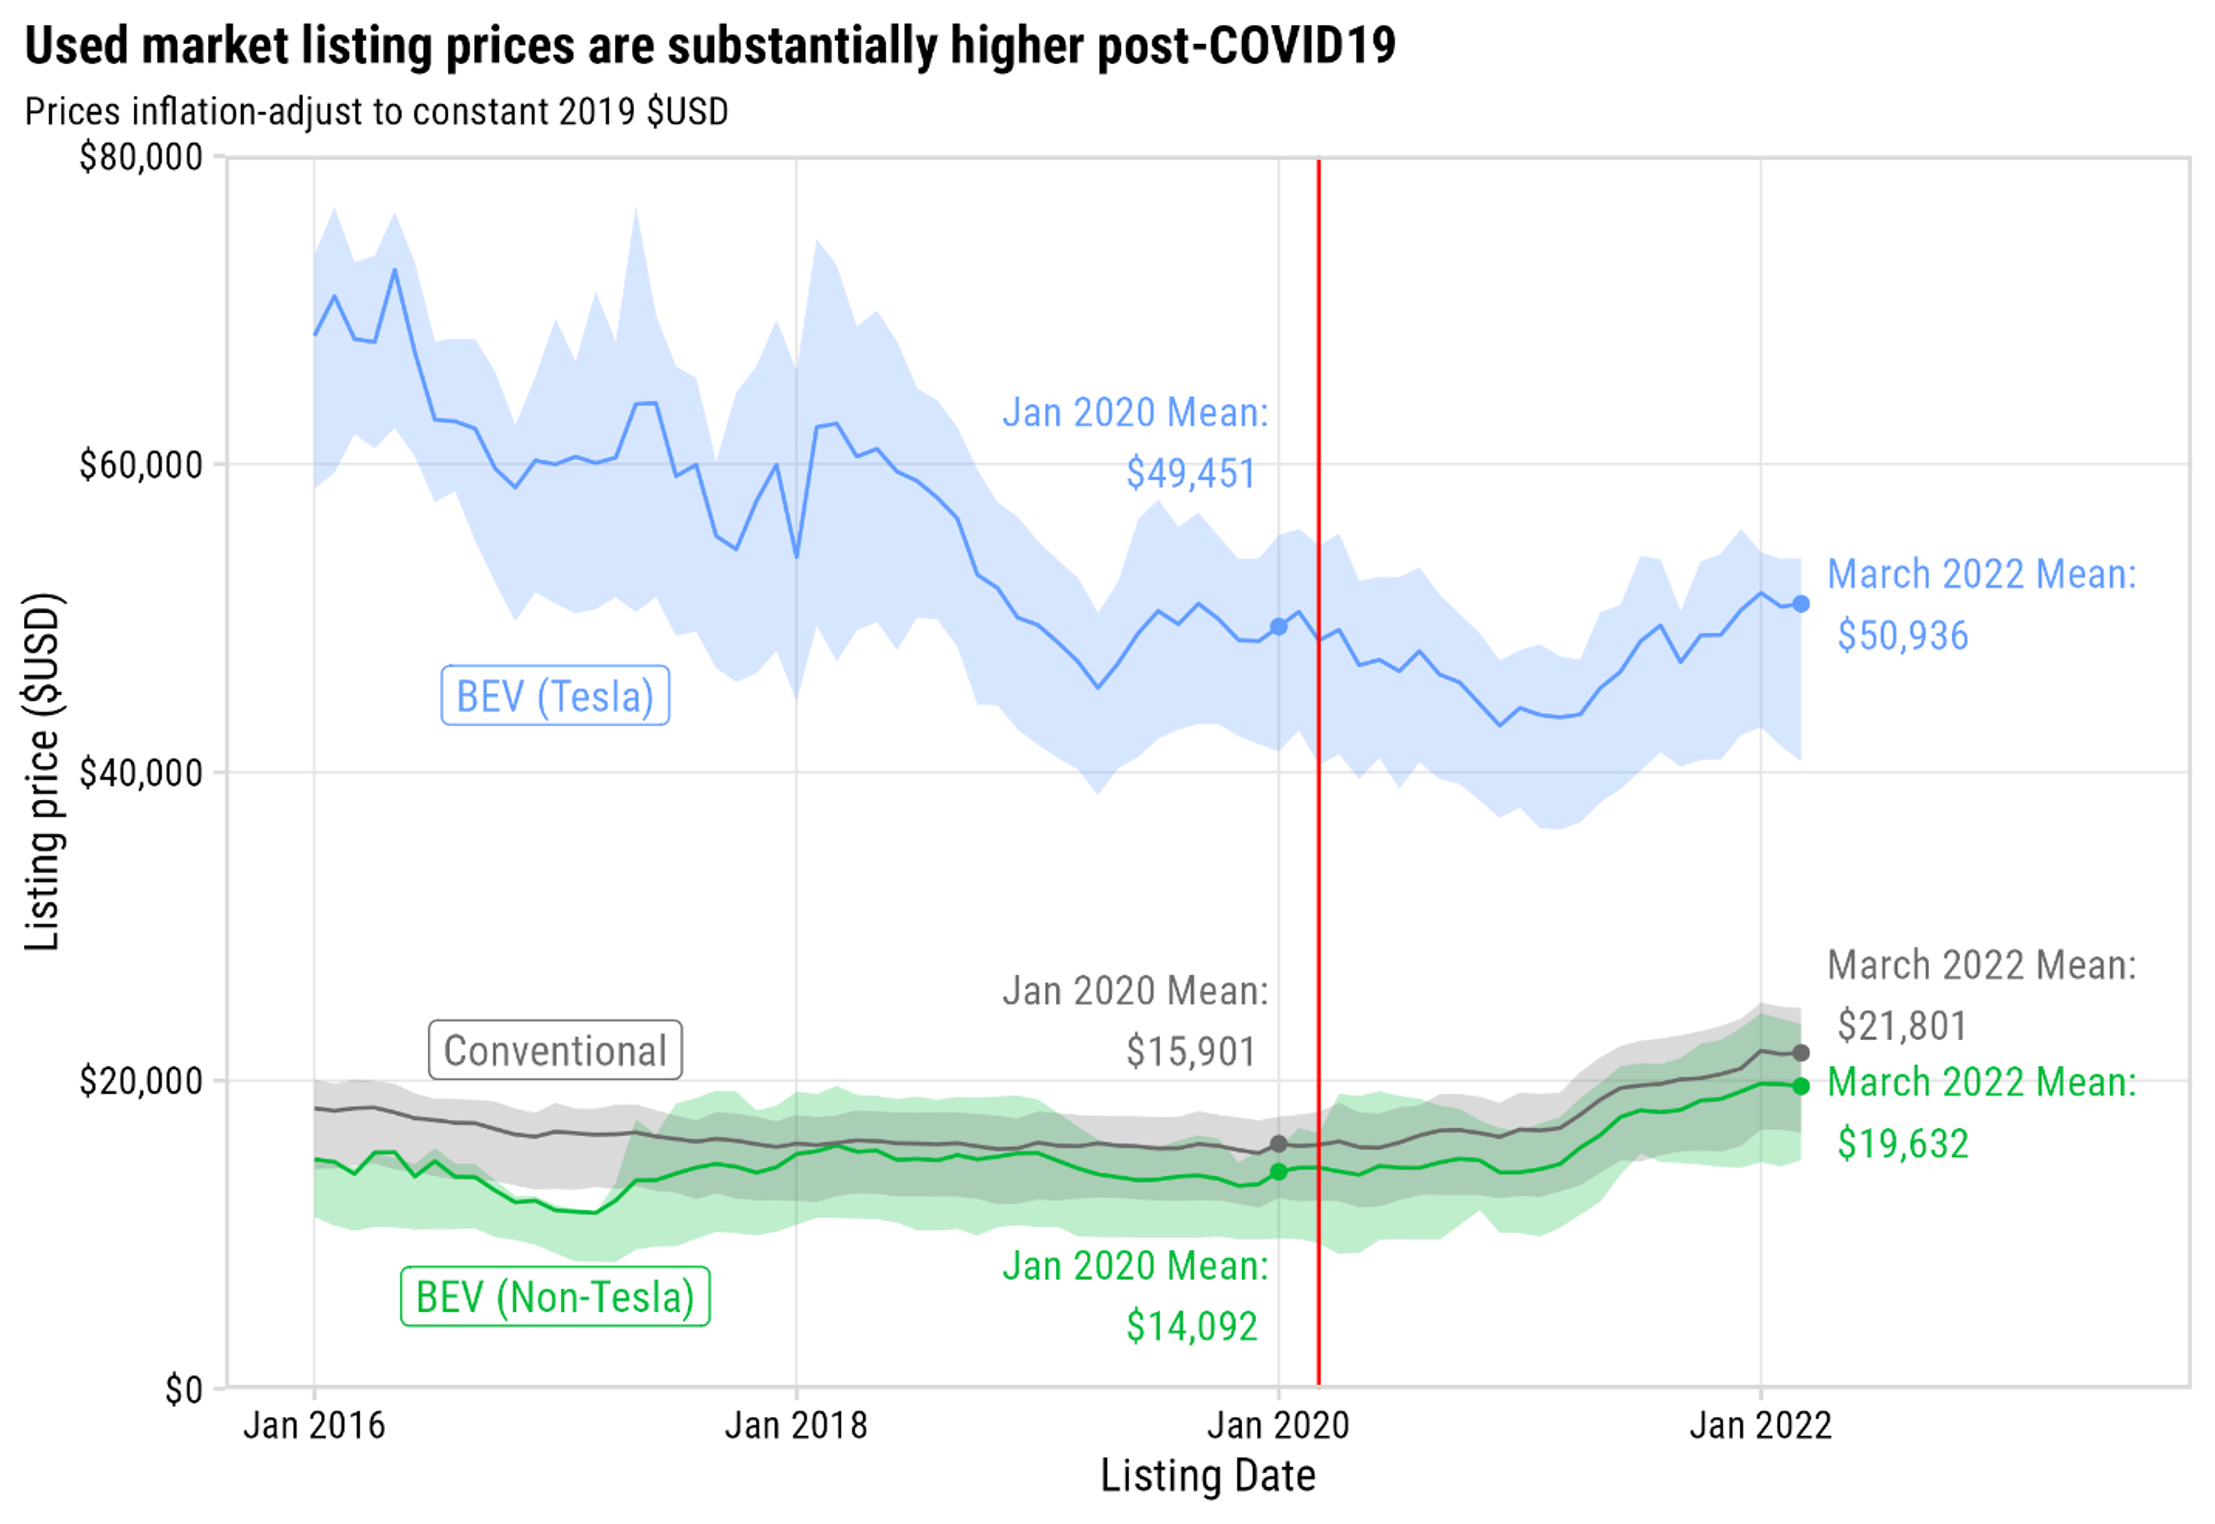 Used market listing prices are substantially higher post-COVID19
Prices inflation-adjust to constant 2019 $USD
Listing price ($USD)
$80,000
$60,000
$40,000
$20,000
$0
Jan 2020 Mean:
$49,451
March 2022 Mean:
$50,936
BEV (Tesla)
Jan 2020 Mean:
$15,901
March 2022 Mean:
$21,801
Conventional
March 2022 Mean:
$19,632
Jan 2020 Mean:
$14,092
BEV (Non-Tesla)
Jan 2016
Jan 2018
Jan 2020
Jan 2022
Listing Date